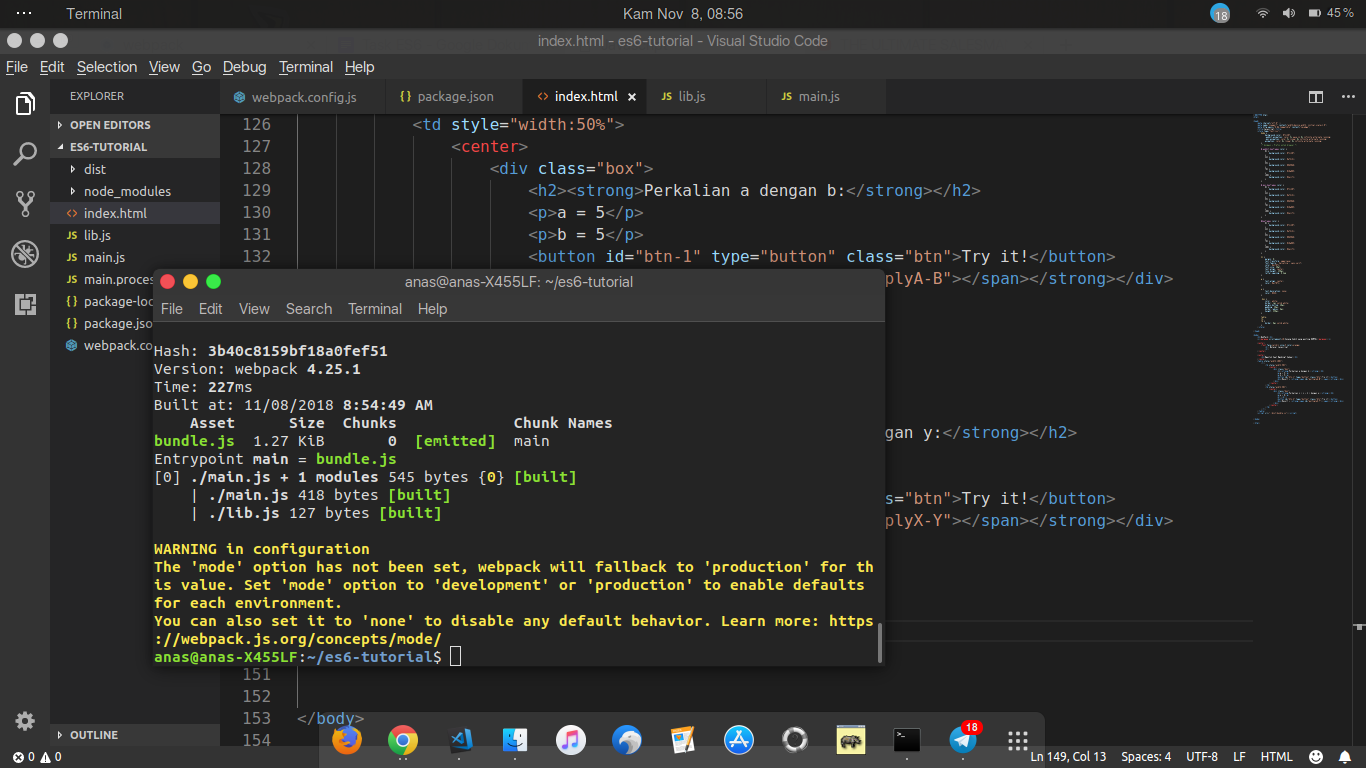 Terminal
Kam Nov 8, 08:56
18
45 %
index.html - es6-tutorial - Visual Studio Code
File Edit Selection View Go Debug Terminal Help
EXPLORER
OPEN EDITORS
ES6-TUTORIAL
dist
node_modules
<> index.html
JS lib.js
JS main.js
JS main.proces
{} package-loc
{} package.jso
webpack.co
OUTLINE
webpack.config.js
{} package.json
<> index.html ×
JS lib.js
JS main.js
126 <td style="width:50%">
127 <center>
128 <div class="box">
129 <h2><strong>Perkalian a dengan b:</strong></h2>
130 <p>a = 5</p>
131 <p>b = 5</p>
132 <button id="btn-1" type="button" class="btn">Try it!</button>
plyA-B"></span></strong></div>
gan y:</strong></h2>
s="btn">Try it!</button>
plyX-Y"></span></strong></div>
anas@anas-X455LF: ~/es6-tutorial
File Edit View Search Terminal Help
Hash: 3b40c8159bf18a0fef51
Version: webpack 4.25.1
Time: 227ms
Built at: 11/08/2018 8:54:49 AM
Asset Size Chunks Chunk Names
bundle.js 1.27 KiB 0 [emitted] main
Entrypoint main = bundle.js
[0] ./main.js + 1 modules 545 bytes {0} [built]
| ./main.js 418 bytes [built]
| ./lib.js 127 bytes [built]
WARNING in configuration
The 'mode' option has not been set, webpack will fallback to 'production' for th
is value. Set 'mode' option to 'development' or 'production' to enable defaults
for each environment.
You can also set it to 'none' to disable any default behavior. Learn more: https
://webpack.js.org/concepts/mode/
anas@anas-X455LF:~/es6-tutorial$
151
152
153 </body>
154
18
0 0
Ln 149, Col 13 Spaces: 4 UTF-8 LF HTML